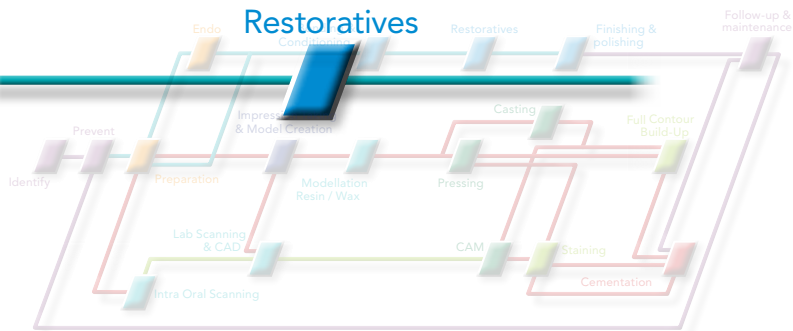 Restoratives
Endo
Conditioning
Restoratives
Finishing &
polishing
Follow-up &
maintenance
Prevent
Impress
& Model Creation
Casting
Full Contour
Build-Up
Identify
Preparation
Modellation
Resin / Wax
Pressing
Lab Scanning
& CAD
CAM
Staining
Intra Oral Scanning
Cementation